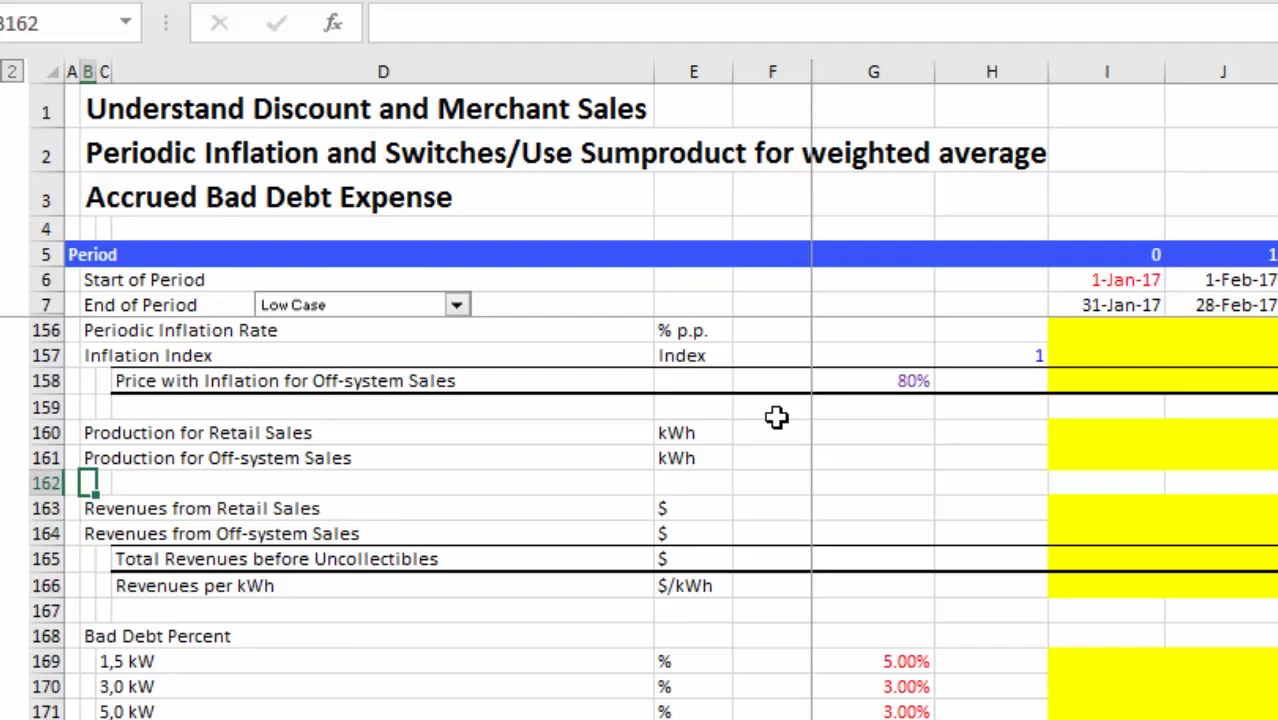 B162 fx
2 A B C D E F G H I J
1 Understand Discount and Merchant Sales
2 Periodic Inflation and Switches/Use Sumproduct for weighted average
3 Accrued Bad Debt Expense
4
5 Period 0 1
6 Start of Period 1-Jan-17 1-Feb-17
7 End of Period Low Case 31-Jan-17 28-Feb-17
156 Periodic Inflation Rate % p.p.
157 Inflation Index Index 1
158 Price with Inflation for Off-system Sales 80%
159
160 Production for Retail Sales kWh
161 Production for Off-system Sales kWh
162
163 Revenues from Retail Sales $
164 Revenues from Off-system Sales $
165 Total Revenues before Uncollectibles $
166 Revenues per kWh $/kWh
167
168 Bad Debt Percent
169 1,5 kW % 5.00%
170 3,0 kW % 3.00%
171 5,0 kW % 3.00%